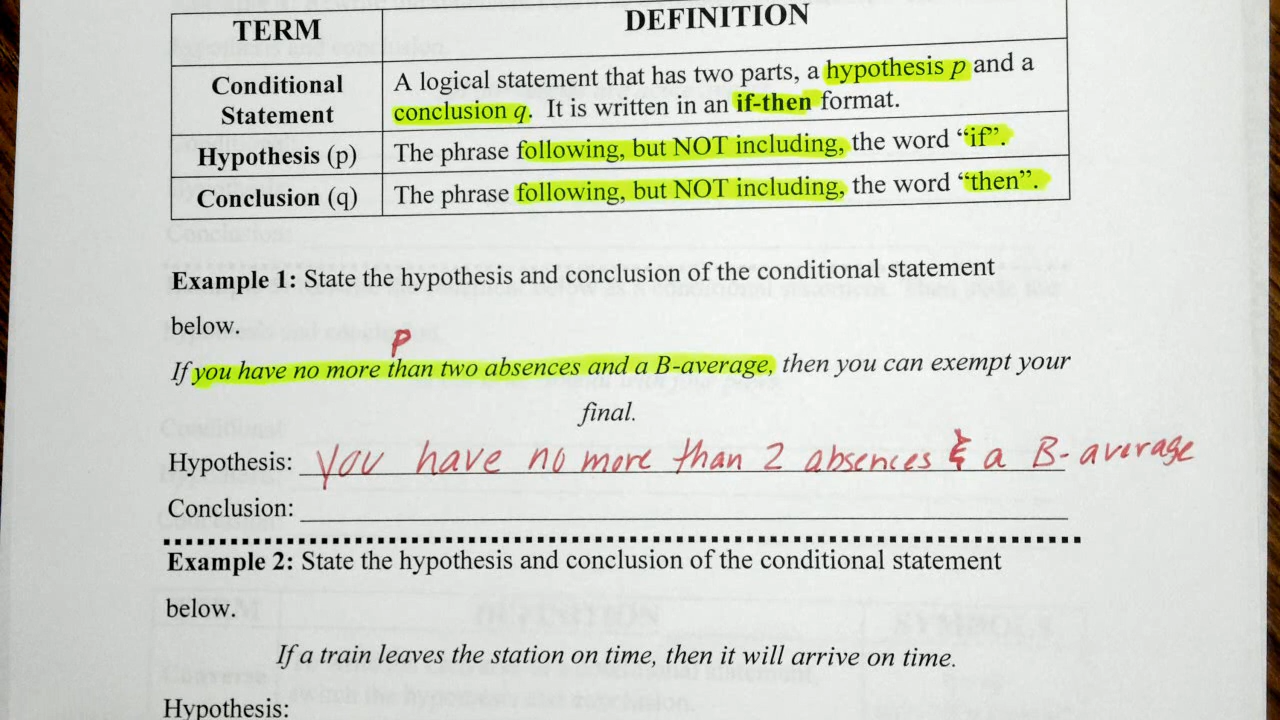 TERM DEFINITION
Conditional A logical statement that has two parts, a hypothesis p and a
Statement conclusion q. It is written in an if-then format.
Hypothesis (p) The phrase following, but NOT including, the word “if”.
Conclusion (q) The phrase following, but NOT including, the word “then”.
Example 1: State the hypothesis and conclusion of the conditional statement
below.
p
If you have no more than two absences and a B-average, then you can exempt your
final.
Hypothesis: you have no more than 2 absences & a B-average
Conclusion:
Example 2: State the hypothesis and conclusion of the conditional statement
below.
If a train leaves the station on time, then it will arrive on time.
Hypothesis: